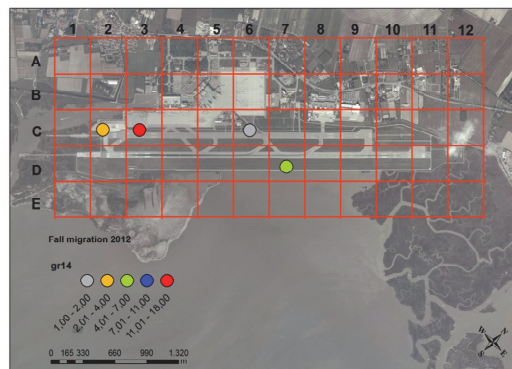 1 2 3 4 5 6 7 8 9 10 11 12
A
B
C
D
E
Fall migration 2012
gr14
1,00 - 2,00
2,01 - 4,00
4,01 - 7,00
7,01 - 11,00
11,01 - 18,00
0 165 330 660 990 1.320
W N
S E